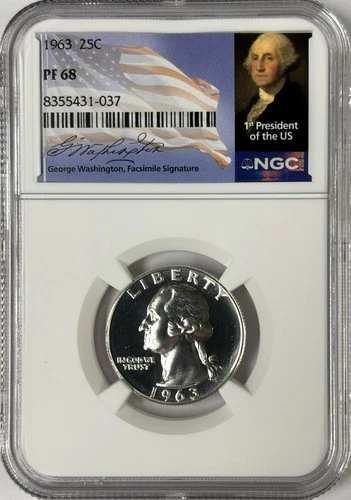 1963 25C
PF 68
8355431-037
G Washington
George Washington, Facsimile Signature
1st President
of the US
NGC
LIBERTY
IN GOD WE
TRUST
1963